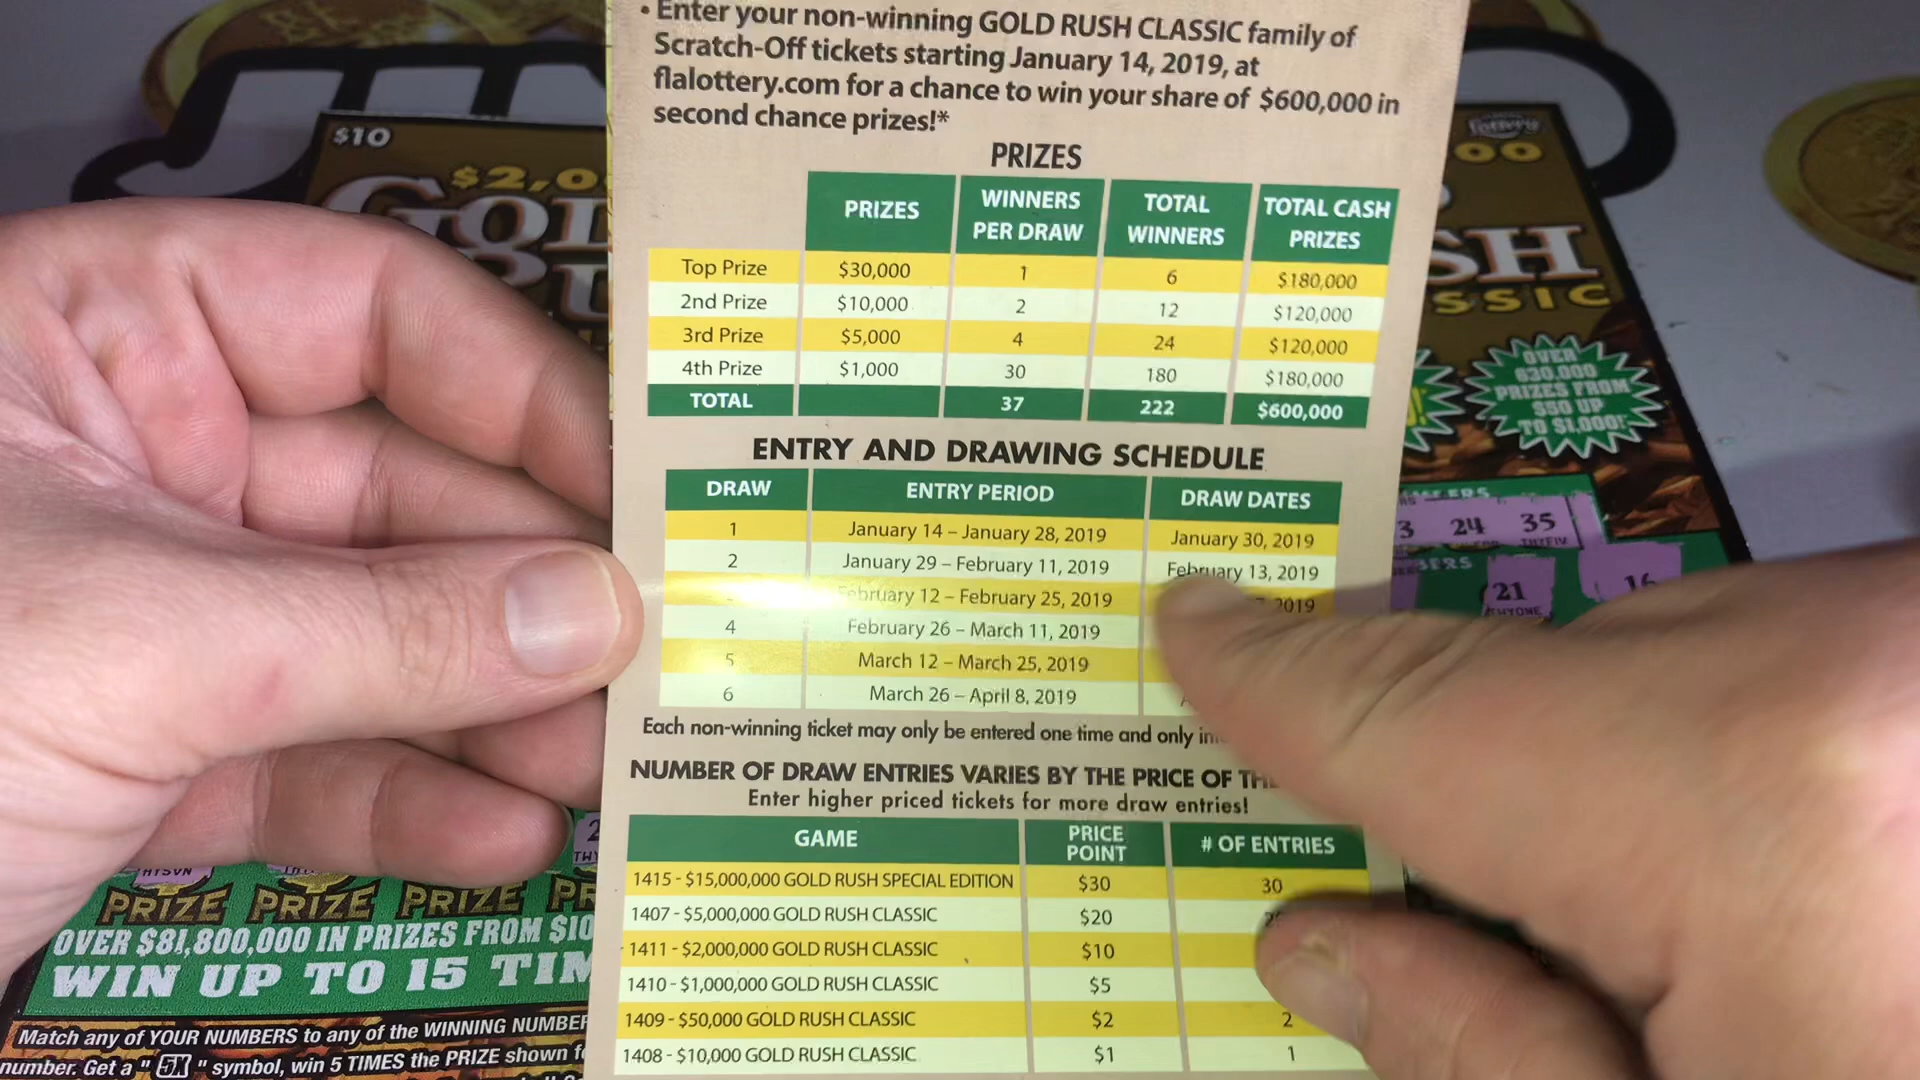 • Enter your non-winning GOLD RUSH CLASSIC family of
Scratch-Off tickets starting January 14, 2019, at
flalottery.com for a chance to win your share of $600,000 in
second chance prizes!*
PRIZES
PRIZES WINNERS PER DRAW TOTAL WINNERS TOTAL CASH PRIZES
Top Prize $30,000 1 6 $180,000
2nd Prize $10,000 2 12 $120,000
3rd Prize $5,000 4 24 $120,000
4th Prize $1,000 30 180 $180,000
TOTAL 37 222 $600,000
ENTRY AND DRAWING SCHEDULE
DRAW ENTRY PERIOD DRAW DATES
1 January 14 – January 28, 2019 January 30, 2019
2 January 29 – February 11, 2019 February 13, 2019
February 12 – February 25, 2019 2019
4 February 26 – March 11, 2019
5 March 12 – March 25, 2019
6 March 26 – April 8, 2019
Each non-winning ticket may only be entered one time and only
NUMBER OF DRAW ENTRIES VARIES BY THE PRICE OF
Enter higher priced tickets for more draw entries!
GAME PRICE POINT # OF ENTRIES
1415 - $15,000,000 GOLD RUSH SPECIAL EDITION $30 30
1407 - $5,000,000 GOLD RUSH CLASSIC $20
1411 - $2,000,000 GOLD RUSH CLASSIC $10
1410 - $1,000,000 GOLD RUSH CLASSIC $5
1409 - $50,000 GOLD RUSH CLASSIC $2 2
1408 - $10,000 GOLD RUSH CLASSIC $1 1
$10
OVER
830,000
PRIZES FROM
$50 UP
TO $1,000!
24 35
21 16
PRIZE PRIZE PRIZE
OVER $81,800,000 IN PRIZES FROM
WIN UP TO 15
Match any of YOUR NUMBERS to any of the WINNING
number. Get a " 5X " symbol, win 5 TIMES the PRIZE shown